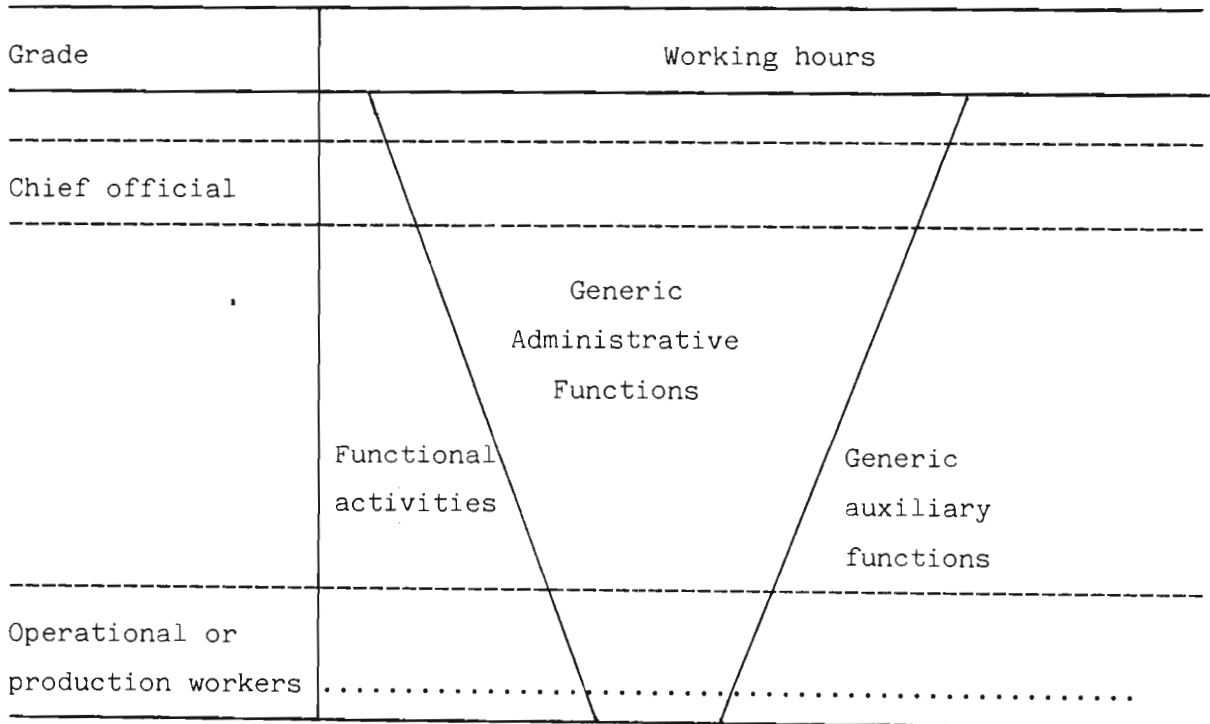 Grade
Working hours
Chief official
Generic
Administrative
Functions
Functional
activities
Generic
auxiliary
functions
Operational or
production workers ..................................................